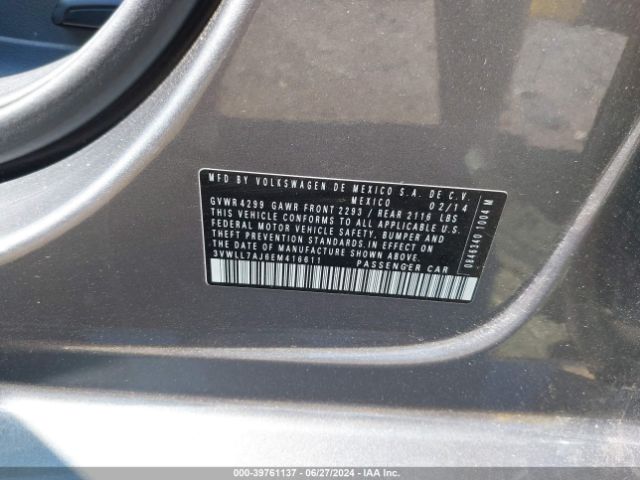 MFD BY VOLKSWAGEN DE MEXICO S.A. DE C.V.
MEXICO 02/14
GVWR 4299 GAWR FRONT 2293 / REAR 2116 LBS
THIS VEHICLE CONFORMS TO ALL APPLICABLE U.S.
FEDERAL MOTOR VEHICLE SAFETY, BUMPER AND
THEFT PREVENTION STANDARDS IN EFFECT ON
THE DATE OF MANUFACTURE SHOWN ABOVE.
3VWLL7AJ6EM416611 PASSENGER CAR
0846340 1004 M
000-39761137 - 06/27/2024 - IAA Inc.